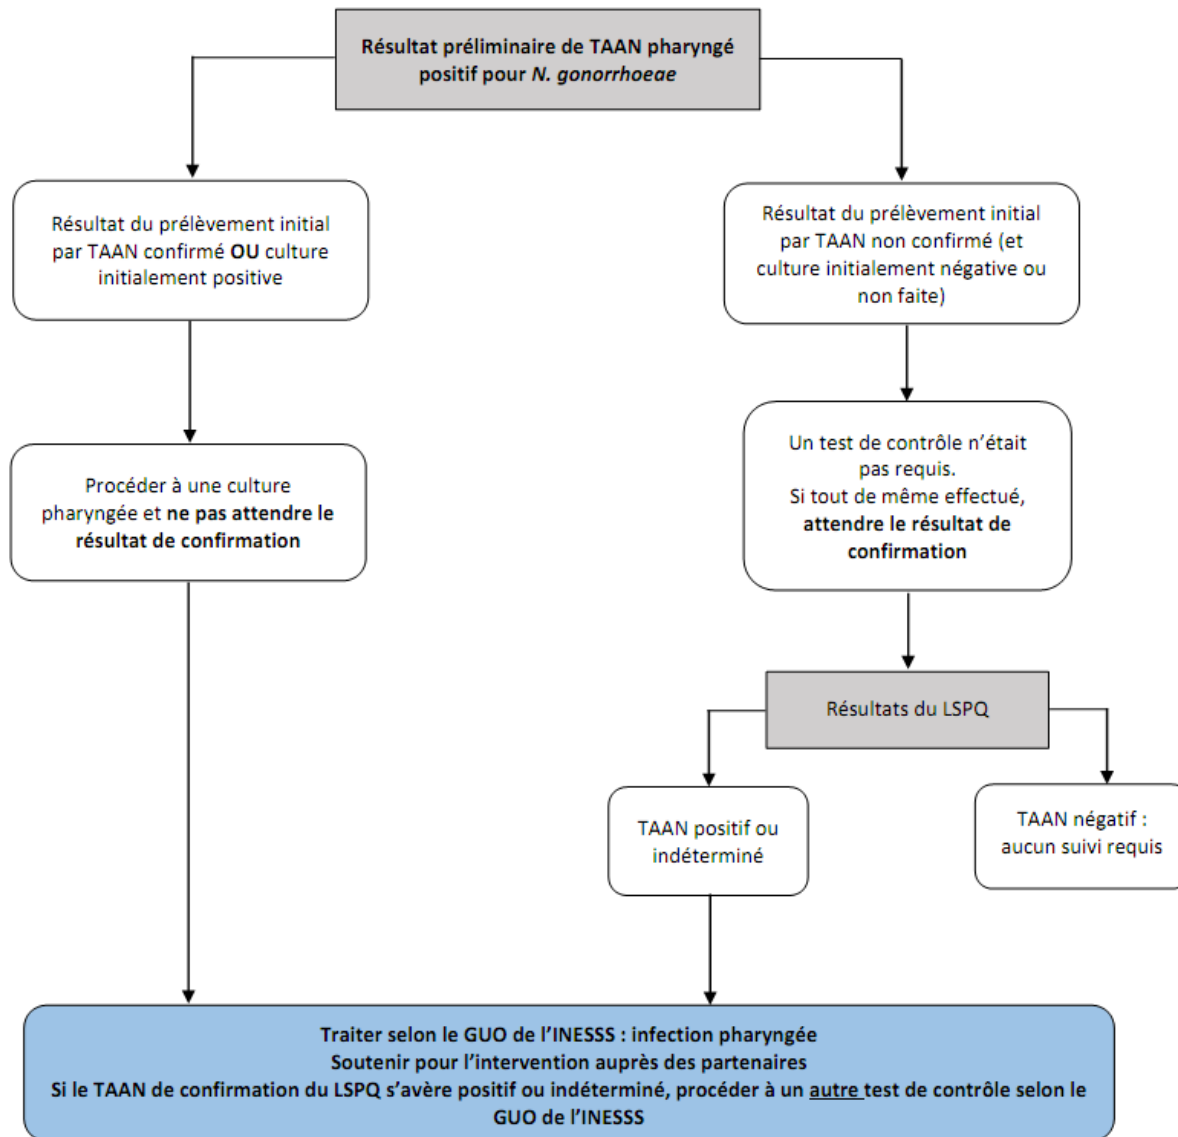 Résultat préliminaire de TAAN pharyngé
positif pour N. gonorrhoeae
Résultat du prélèvement initial
par TAAN confirmé OU culture
initialement positive
Résultat du prélèvement initial
par TAAN non confirmé (et
culture initialement négative ou
non faite)
Procéder à une culture
pharyngée et ne pas attendre le
résultat de confirmation
Un test de contrôle n’était
pas requis.
Si tout de même effectué,
attendre le résultat de
confirmation
Résultats du LSPQ
TAAN positif ou
indéterminé
TAAN négatif :
aucun suivi requis
Traiter selon le GUO de l’INESSS : infection pharyngée
Soutenir pour l’intervention auprès des partenaires
Si le TAAN de confirmation du LSPQ s’avère positif ou indéterminé, procéder à un autre test de contrôle selon le
GUO de l’INESSS